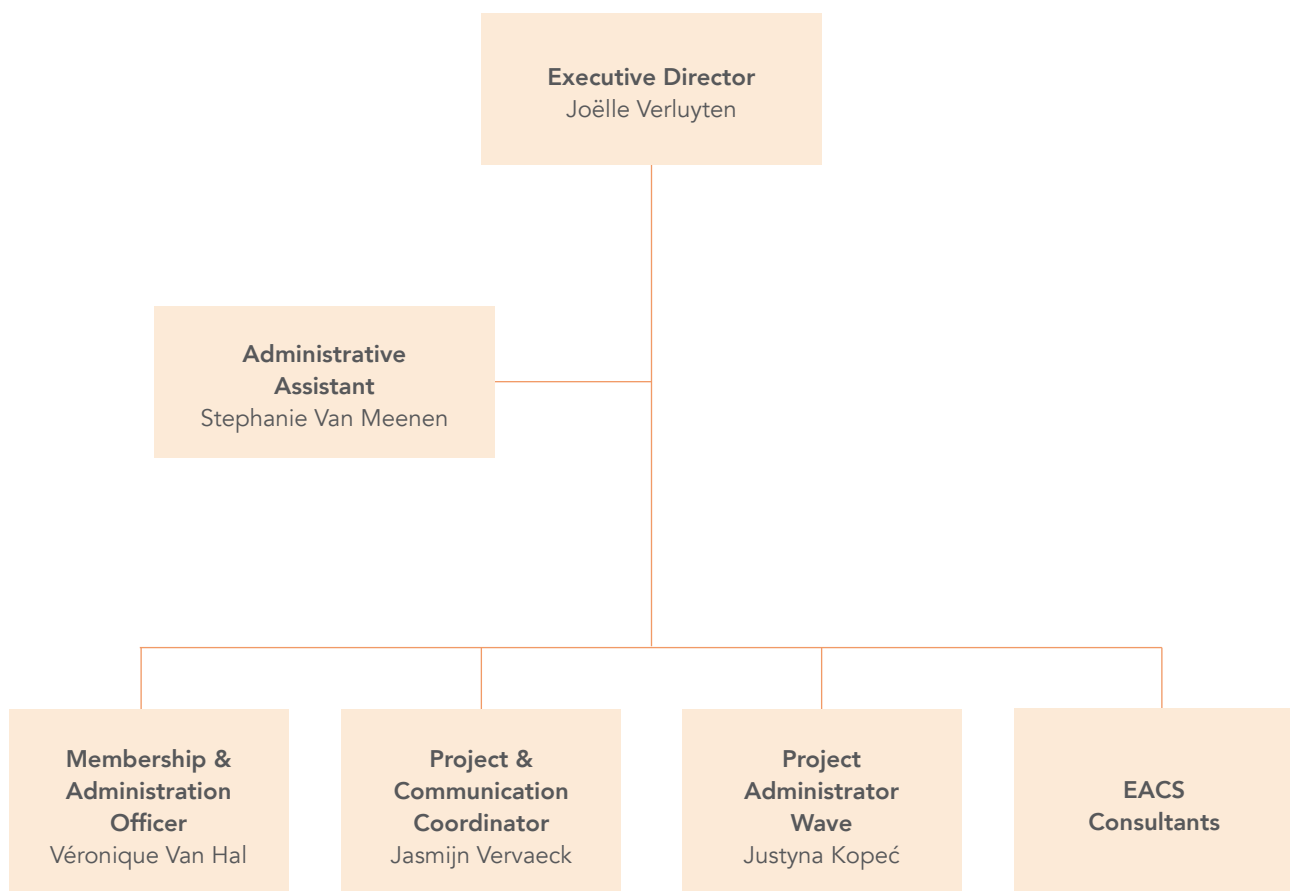 Executive Director
Joëlle Verluyten
Administrative
Assistant
Stephanie Van Meenen
Membership &
Administration
Officer
Véronique Van Hal
Project &
Communication
Coordinator
Jasmijn Vervaeck
Project
Administrator
Wave
Justyna Kopeć
EACS
Consultants